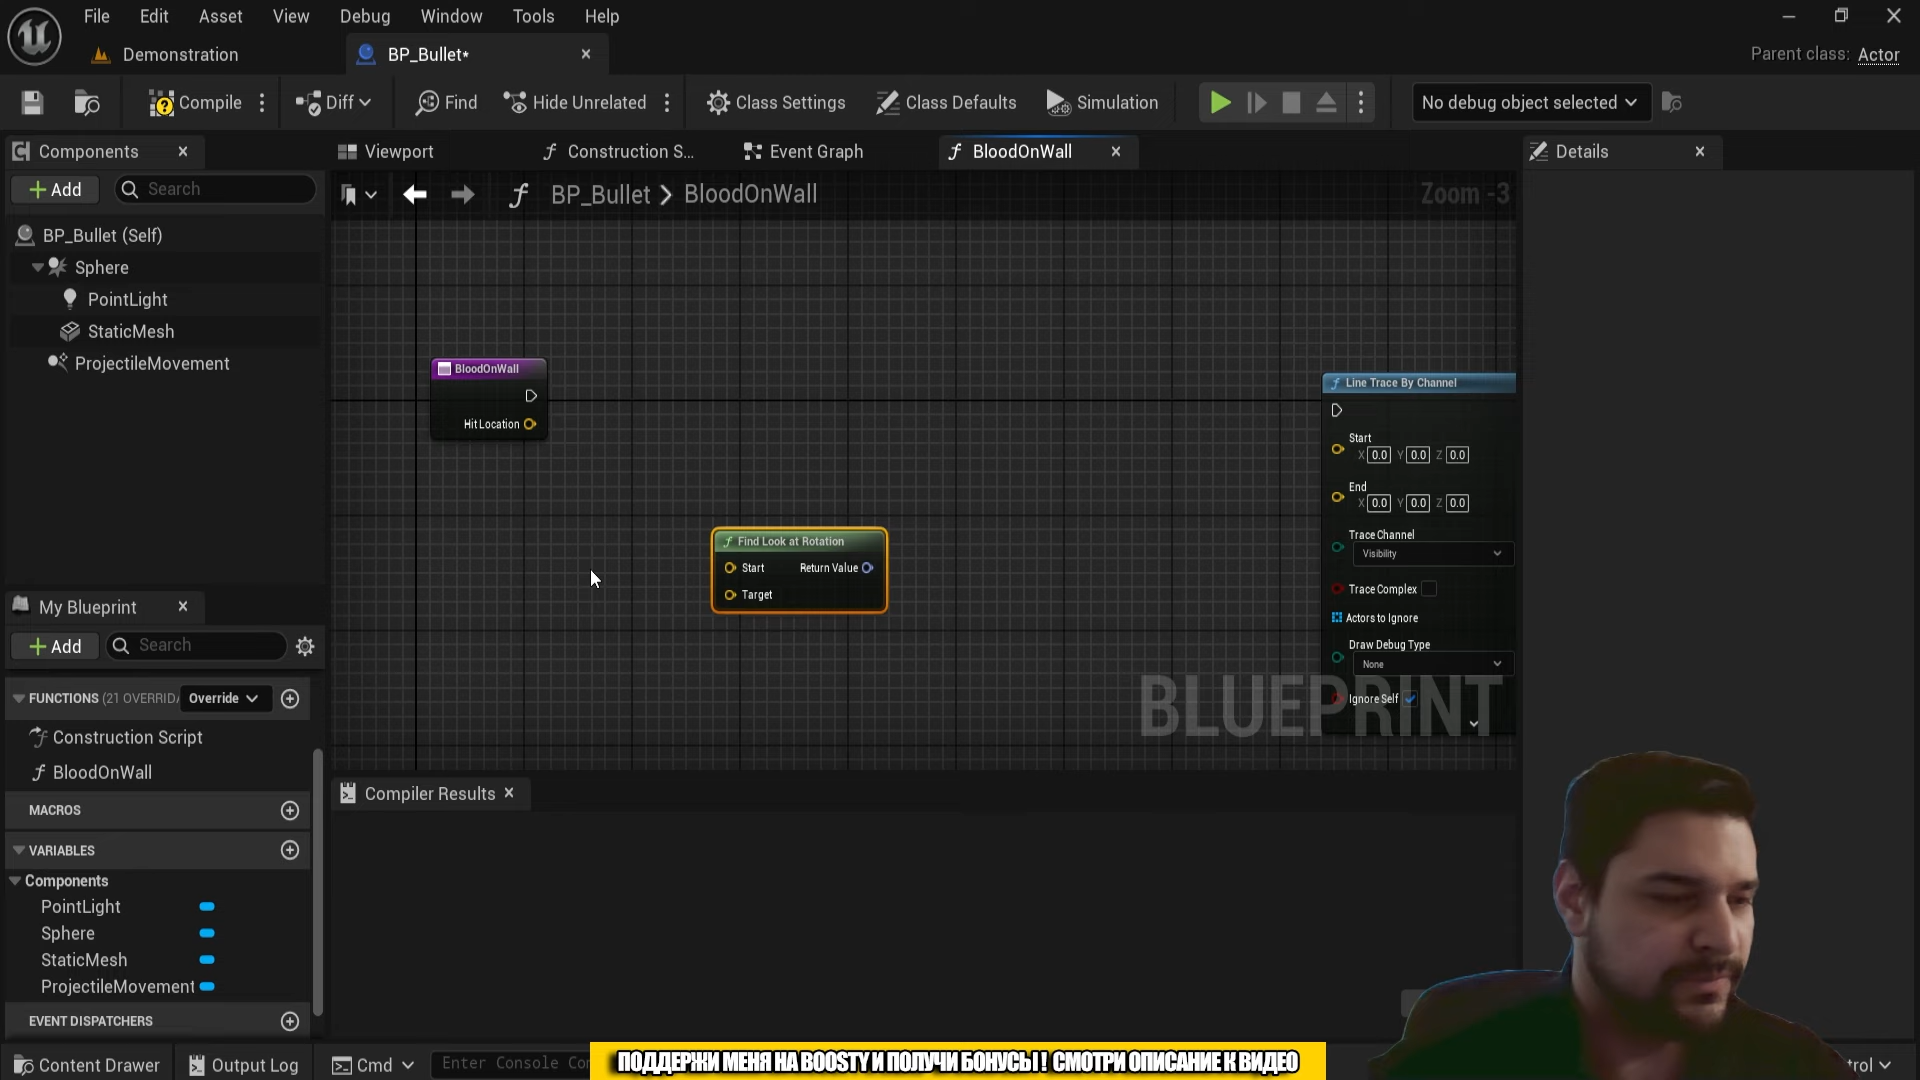 File Edit Asset View Debug Window Tools Help
Demonstration
BP_Bullet*
Parent class: Actor
Compile
Diff
Find
Hide Unrelated
Class Settings
Class Defaults
Simulation
No debug object selected
Components
Viewport
Construction S...
Event Graph
BloodOnWall
Details
Add
Search
BP_Bullet
BloodOnWall
Zoom -3
BP_Bullet (Self)
Sphere
PointLight
StaticMesh
ProjectileMovement
BloodOnWall
Hit Location
Find Look at Rotation
Start
Return Value
Target
Line Trace By Channel
Start
X 0.0 Y 0.0 Z 0.0
End
X 0.0 Y 0.0 Z 0.0
Trace Channel
Visibility
Trace Complex
Actors to Ignore
Draw Debug Type
None
Ignore Self
BLUEPRINT
My Blueprint
Add
Search
FUNCTIONS (21 OVERRIDA
Override
Construction Script
BloodOnWall
MACROS
VARIABLES
Components
PointLight
Sphere
StaticMesh
ProjectileMovement
EVENT DISPATCHERS
Compiler Results
Content Drawer
Output Log
Cmd
Enter Console Co
ПОДДЕРЖИ МЕНЯ НА BOOSTY И ПОЛУЧИ БОНУСЫ! СМОТРИ ОПИСАНИЕ К ВИДЕО